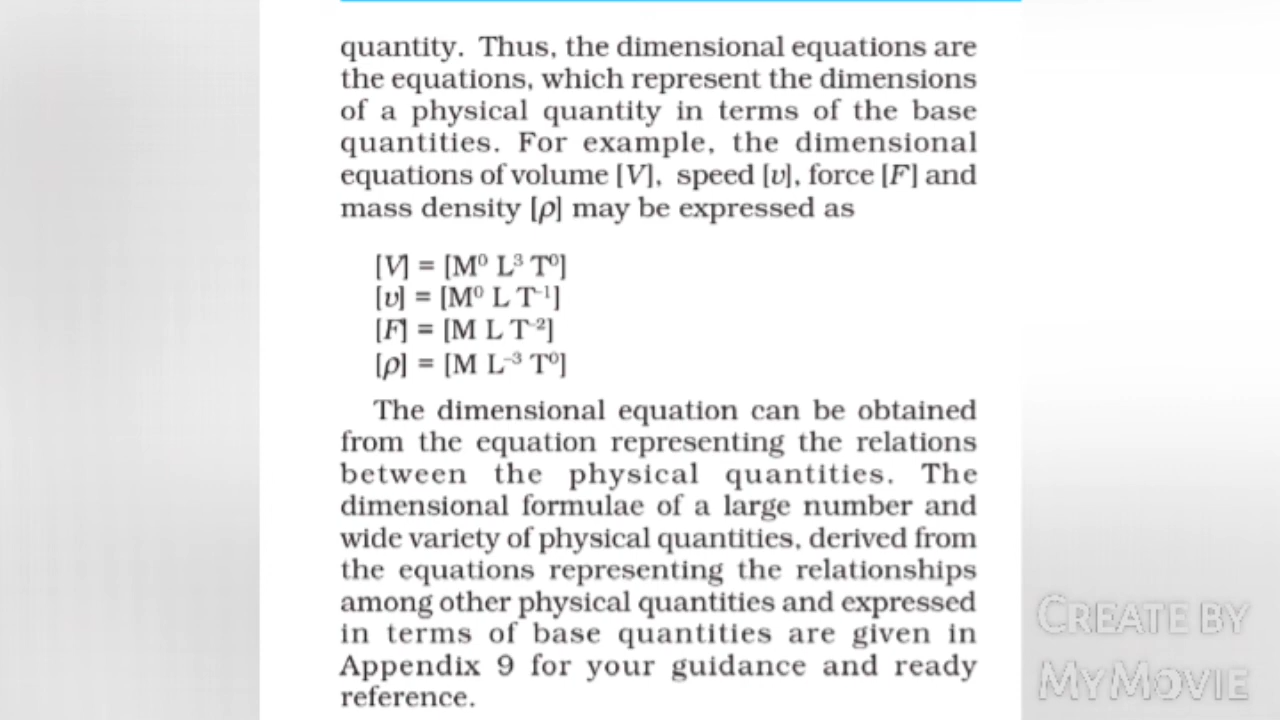 quantity. Thus, the dimensional equations are
the equations, which represent the dimensions
of a physical quantity in terms of the base
quantities. For example, the dimensional
equations of volume [V], speed [υ], force [F] and
mass density [ρ] may be expressed as
[V] = [M⁰ L³ T⁰]
[υ] = [M⁰ L T⁻¹]
[F] = [M L T⁻²]
[ρ] = [M L⁻³ T⁰]
The dimensional equation can be obtained
from the equation representing the relations
between the physical quantities. The
dimensional formulae of a large number and
wide variety of physical quantities, derived from
the equations representing the relationships
among other physical quantities and expressed
in terms of base quantities are given in
Appendix 9 for your guidance and ready
reference.
CREATE BY
MYMOVIE